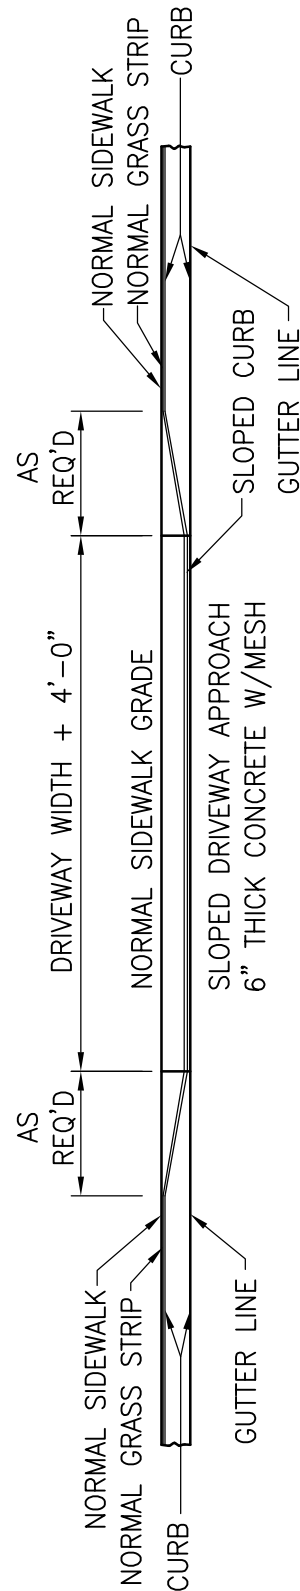 AS
REQ'D
DRIVEWAY WIDTH + 4'-0"
AS
REQ'D
NORMAL SIDEWALK
NORMAL GRASS STRIP
CURB
NORMAL SIDEWALK GRADE
NORMAL SIDEWALK
NORMAL GRASS STRIP
CURB
GUTTER LINE
SLOPED DRIVEWAY APPROACH
6" THICK CONCRETE W/MESH
SLOPED CURB
GUTTER LINE